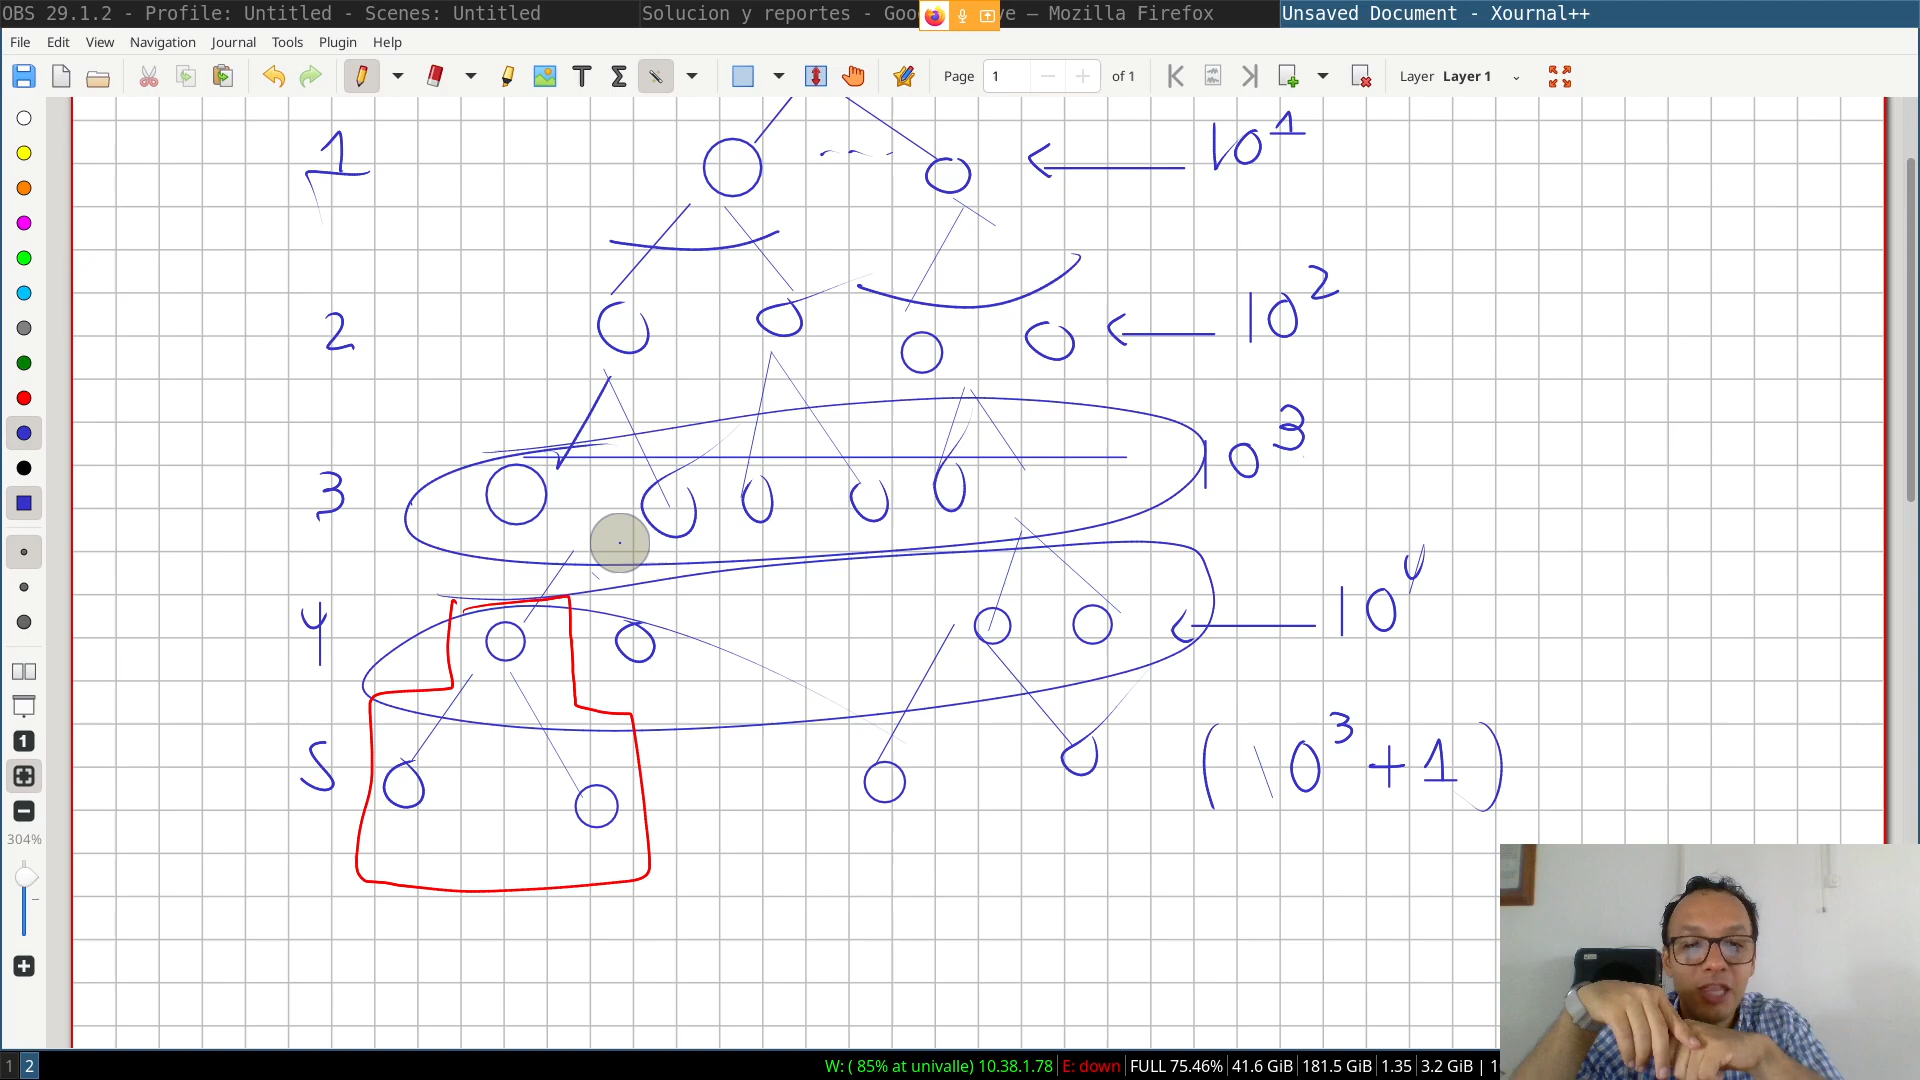 OBS 29.1.2 - Profile: Untitled - Scenes: Untitled
Solucion y reportes - Goo
ve — Mozilla Firefox
Unsaved Document - Xournal++
File Edit View Navigation Journal Tools Plugin Help
Page 1 of 1 Layer Layer 1
1 10^1
2 10^2
3 10^3
4 10^4
5 (10^3 + 1)
1
304%
1 2
W: ( 85% at univalle) 10.38.1.78 E: down FULL 75.46% 41.6 GiB 181.5 GiB 1.35 3.2 GiB | 1